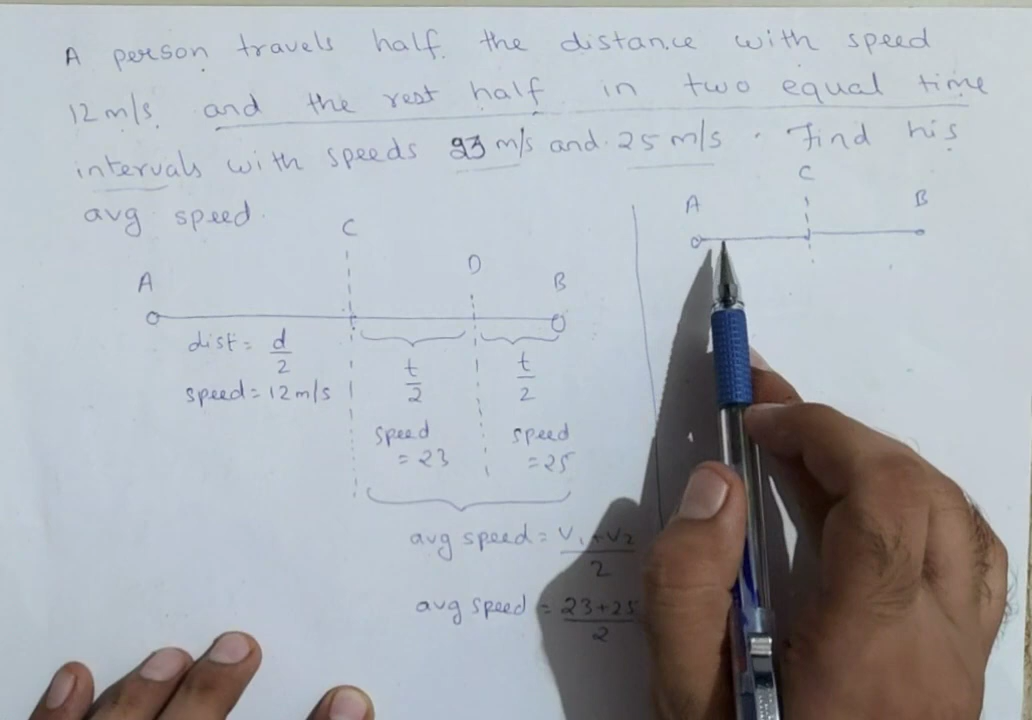 A person travels half the distance with speed
12 m/s and the rest half in two equal time
intervals with speeds 23 m/s and 25 m/s. Find his
avg speed.
C
A
D
B
dist = d/2
speed = 12 m/s
t/2
t/2
speed = 23
speed = 25
avg speed = V₁+V₂/2
avg speed = 23+25/2
A
C
B